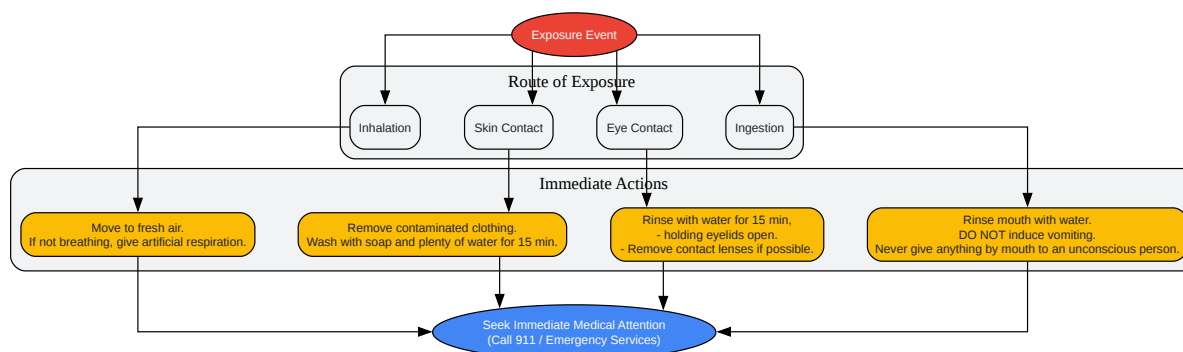 Exposure Event
Route of Exposure
Inhalation
Skin Contact
Eye Contact
Ingestion
Immediate Actions
Move to fresh air.
If not breathing, give artificial respiration.
Remove contaminated clothing.
Wash with soap and plenty of water for 15 min.
Rinse with water for 15 min,
- holding eyelids open.
- Remove contact lenses if possible.
Rinse mouth with water.
DO NOT induce vomiting.
Never give anything by mouth to an unconscious person.
Seek Immediate Medical Attention
(Call 911 / Emergency Services)